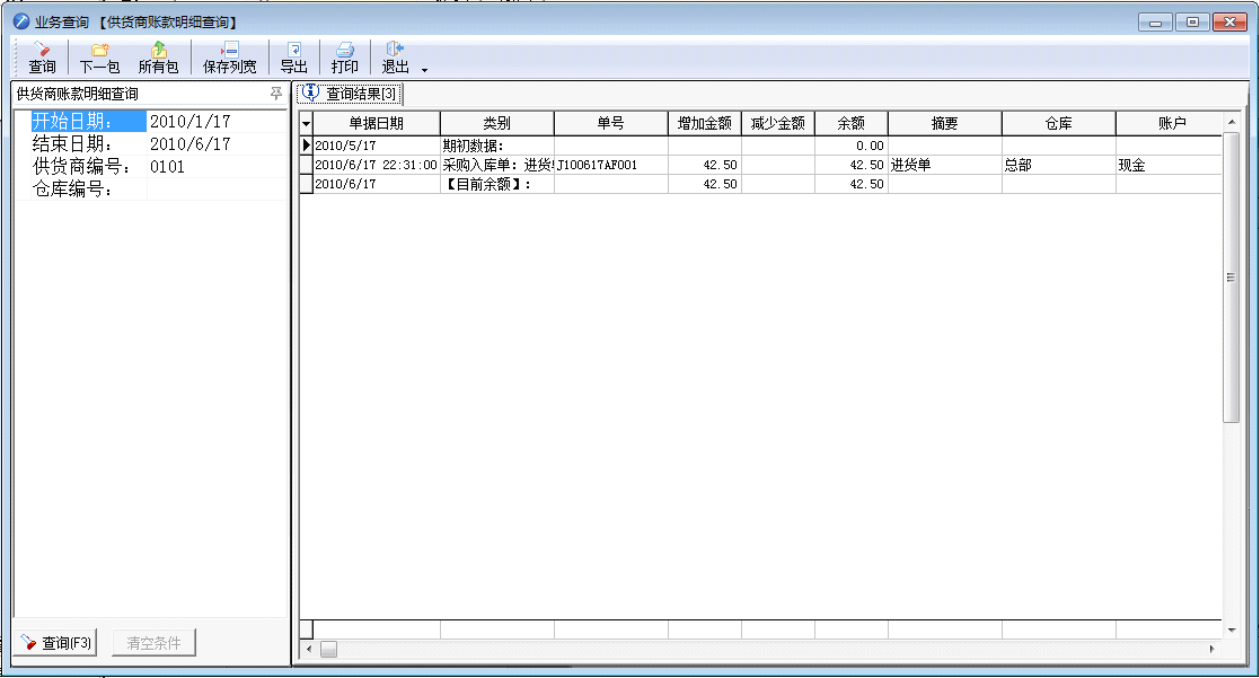 业务查询 【供货商账款明细查询】
查询 下一包 所有包 保存列宽 导出 打印 退出
供货商账款明细查询
开始日期: 2010/1/17
结束日期: 2010/6/17
供货商编号: 0101
仓库编号:
查询(F3) 清空条件
查询结果[3]
单据日期 类别 单号 增加金额 减少金额 余额 摘要 仓库 账户
2010/5/17 期初数据: 0.00
2010/6/17 22:31:00 采购入库单: 进货 J100617AF001 42.50 42.50 进货单 总部 现金
2010/6/17 【目前余额】: 42.50 42.50